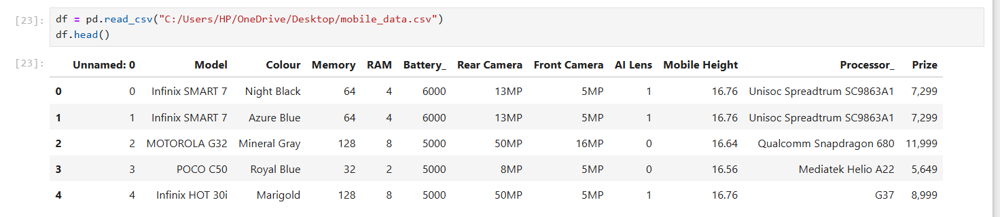 [23]: df = pd.read_csv("C:/Users/HP/OneDrive/Desktop/mobile_data.csv")
df.head()
[23]: Unnamed: 0 Model Colour Memory RAM Battery_ Rear Camera Front Camera AI Lens Mobile Height Processor_ Prize
0 0 Infinix SMART 7 Night Black 64 4 6000 13MP 5MP 1 16.76 Unisoc Spreadtrum SC9863A1 7,299
1 1 Infinix SMART 7 Azure Blue 64 4 6000 13MP 5MP 1 16.76 Unisoc Spreadtrum SC9863A1 7,299
2 2 MOTOROLA G32 Mineral Gray 128 8 5000 50MP 16MP 0 16.64 Qualcomm Snapdragon 680 11,999
3 3 POCO C50 Royal Blue 32 2 5000 8MP 5MP 0 16.56 Mediatek Helio A22 5,649
4 4 Infinix HOT 30i Marigold 128 8 5000 50MP 5MP 1 16.76 G37 8,999